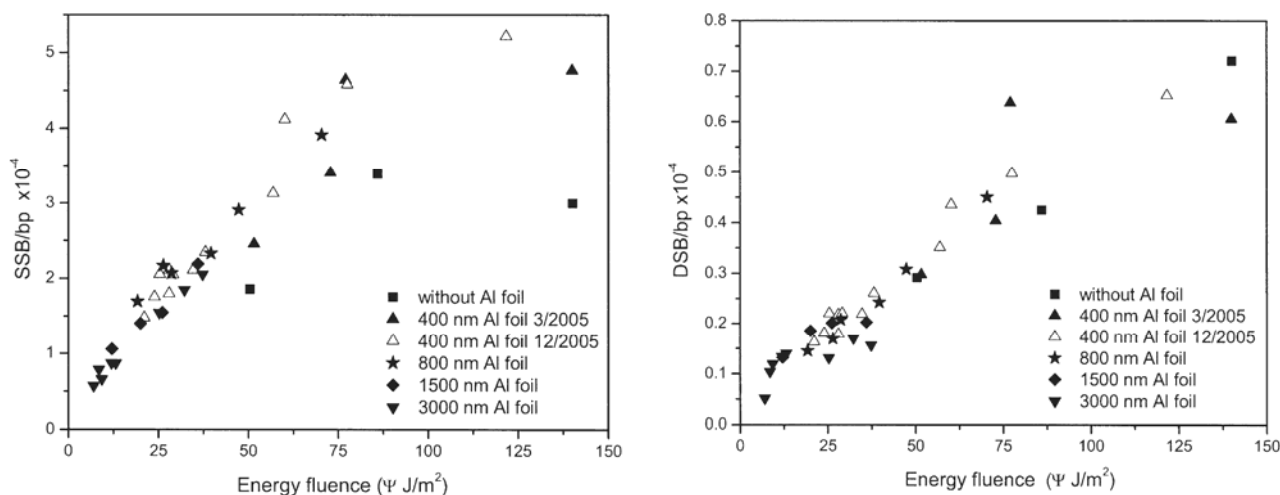 SSB/bp x10⁻⁴
5
4
3
2
1
0
0 25 50 75 100 125 150
Energy fluence (Ψ J/m²)
without Al foil
400 nm Al foil 3/2005
400 nm Al foil 12/2005
800 nm Al foil
1500 nm Al foil
3000 nm Al foil
DSB/bp x10⁻⁴
0.8
0.7
0.6
0.5
0.4
0.3
0.2
0.1
0.0
0 25 50 75 100 125 150
Energy fluence (Ψ J/m²)
without Al foil
400 nm Al foil 3/2005
400 nm Al foil 12/2005
800 nm Al foil
1500 nm Al foil
3000 nm Al foil